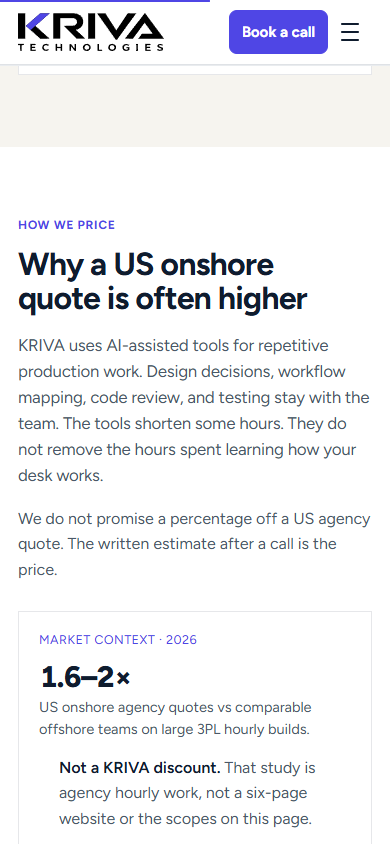 KRIVA
TECHNOLOGIES
Book a call
HOW WE PRICE
Why a US onshore
quote is often higher
KRIVA uses AI-assisted tools for repetitive
production work. Design decisions, workflow
mapping, code review, and testing stay with the
team. The tools shorten some hours. They do
not remove the hours spent learning how your
desk works.
We do not promise a percentage off a US agency
quote. The written estimate after a call is the
price.
MARKET CONTEXT · 2026
1.6–2×
US onshore agency quotes vs comparable
offshore teams on large 3PL hourly builds.
Not a KRIVA discount. That study is
agency hourly work, not a six-page
website or the scopes on this page.